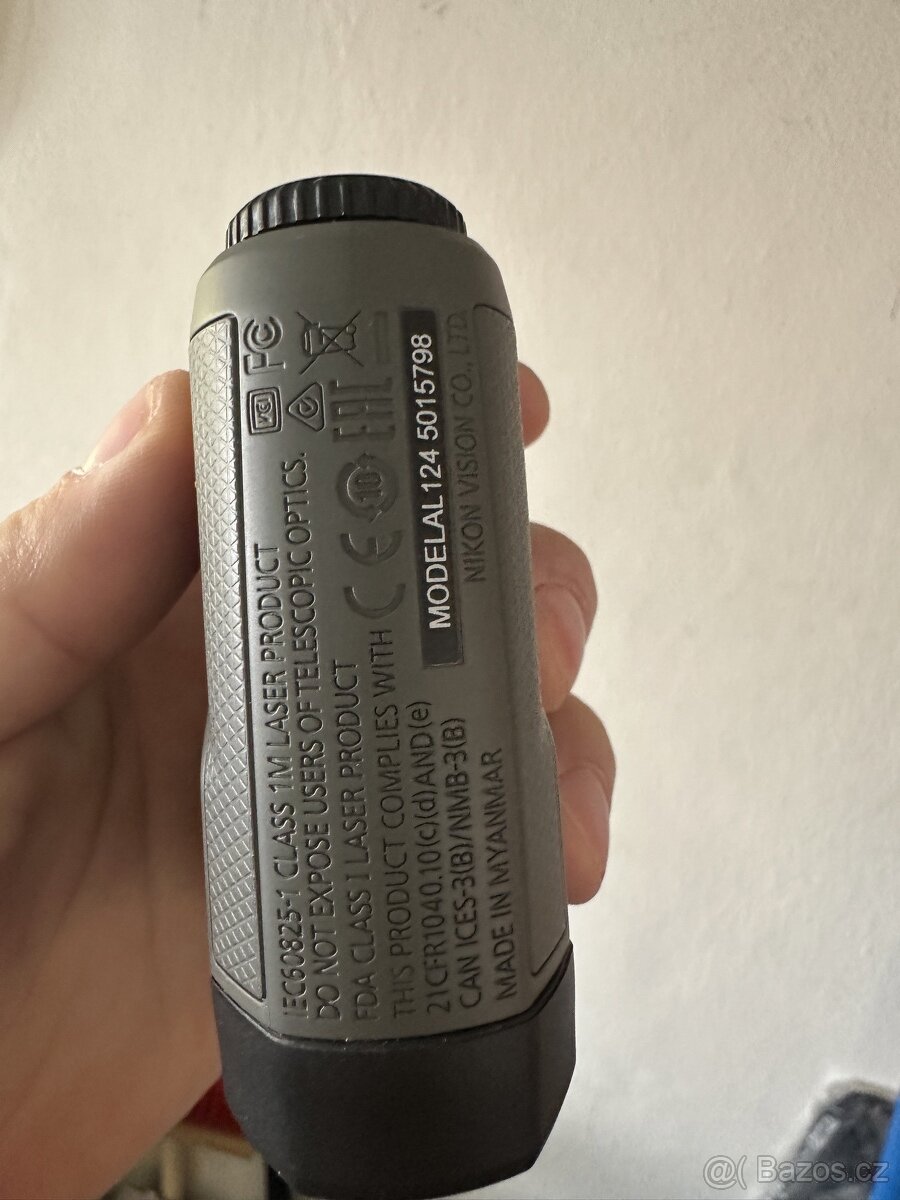 IEC60825-1 CLASS 1M LASER PRODUCT
DO NOT EXPOSE USERS OF TELESCOPIC OPTICS.
FDA CLASS I LASER PRODUCT
THIS PRODUCT COMPLIES WITH
21CFR1040.10(c)(d)AND(e)
CAN ICES-3(B)/NMB-3(B)
MADE IN MYANMAR
FC
EAC
CE
10
MODELAL124 5015798
NIKON VISION CO., LTD.
@( Bazos.cz